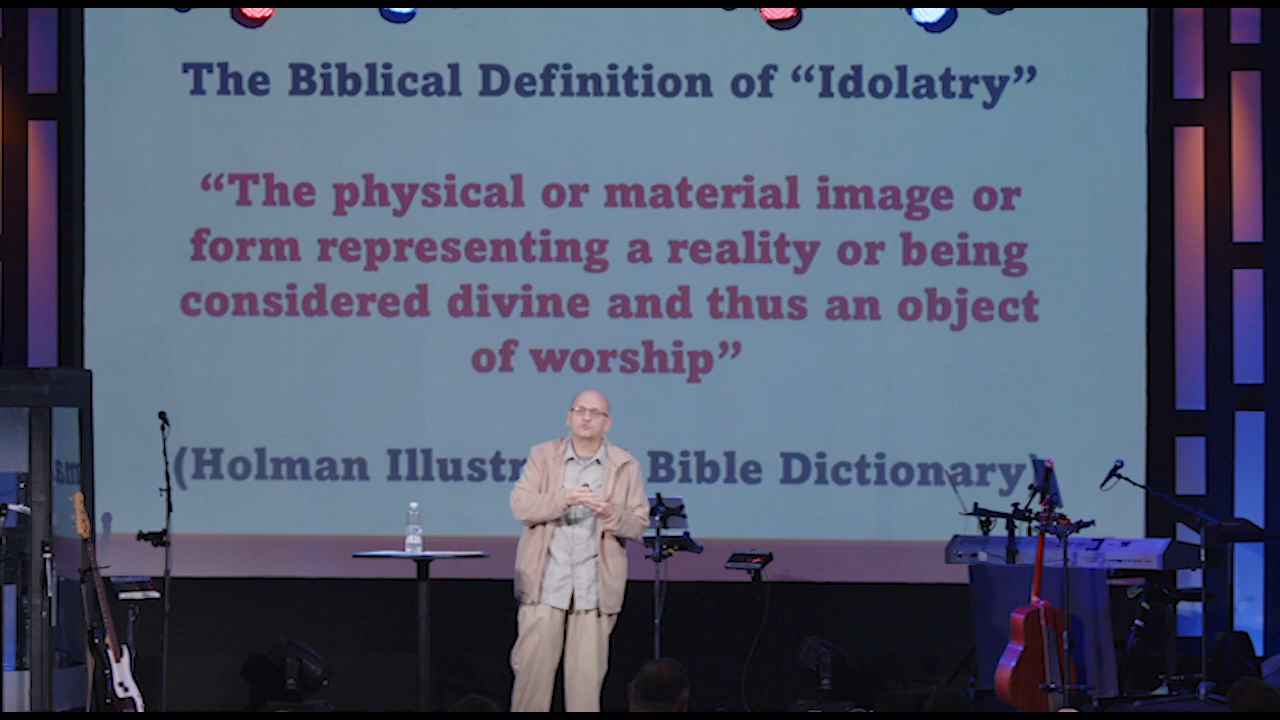 The Biblical Definition of “Idolatry”
“The physical or material image or
form representing a reality or being
considered divine and thus an object
of worship”
(Holman Illustr Bible Dictionary)